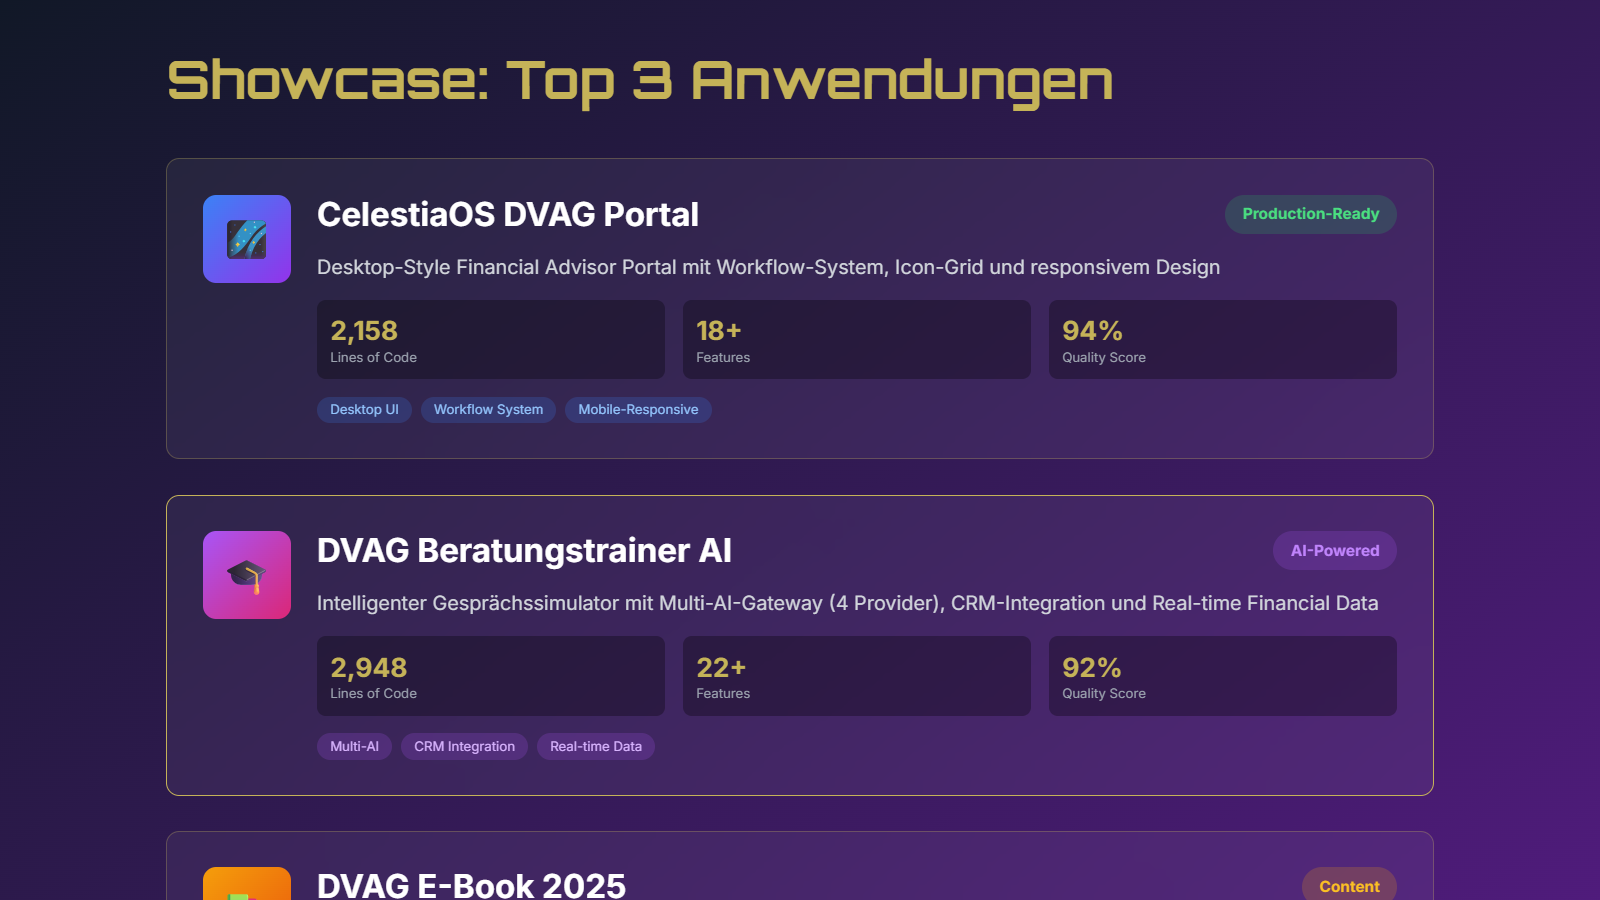 Showcase: Top 3 Anwendungen
CelestiaOS DVAG Portal
Production-Ready
Desktop-Style Financial Advisor Portal mit Workflow-System, Icon-Grid und responsivem Design
2,158
Lines of Code
18+
Features
94%
Quality Score
Desktop UI
Workflow System
Mobile-Responsive
DVAG Beratungstrainer AI
AI-Powered
Intelligenter Gesprächssimulator mit Multi-AI-Gateway (4 Provider), CRM-Integration und Real-time Financial Data
2,948
Lines of Code
22+
Features
92%
Quality Score
Multi-AI
CRM Integration
Real-time Data
DVAG E-Book 2025
Content